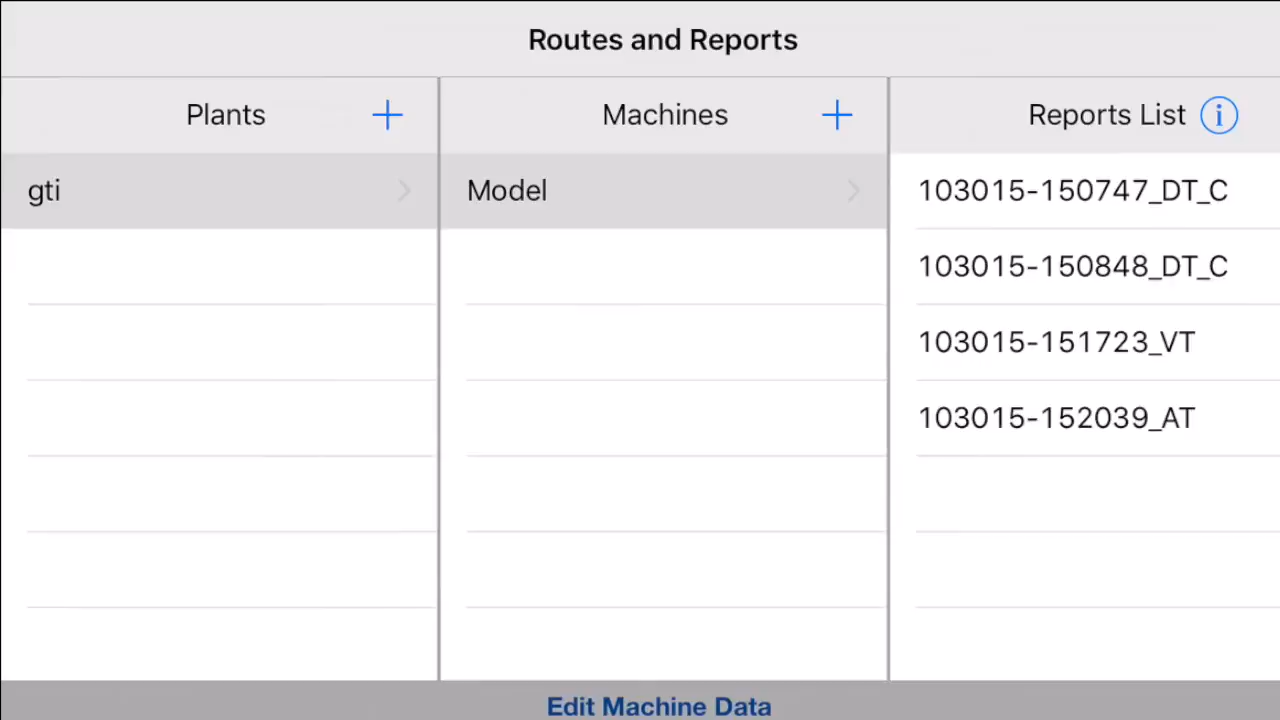 Routes and Reports
Plants
Machines
Reports List
gti
Model
103015-150747_DT_C
103015-150848_DT_C
103015-151723_VT
103015-152039_AT
Edit Machine Data